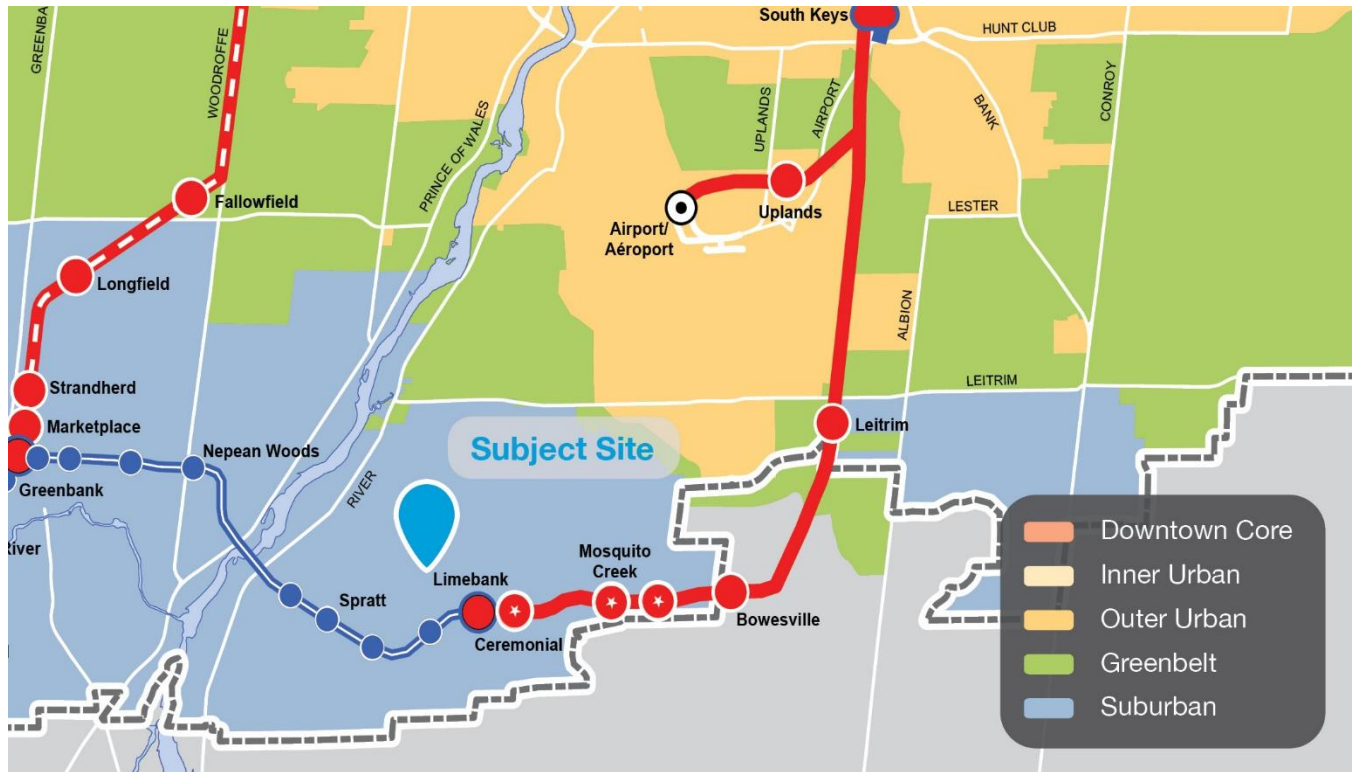 GREENBA
WOODROFFE
PRINCE OF WALES
South Keys
HUNT CLUB
UPLANDS
AIRPORT
BANK
CONROY
Fallowfield
Airport/
Aéroport
Uplands
LESTER
Longfield
ALBION
Strandherd
LEITRIM
Marketplace
Leitrim
Nepean Woods
Subject Site
Greenbank
RIVER
River
Limebank
Mosquito
Creek
Spratt
Ceremonial
Bowesville
Downtown Core
Inner Urban
Outer Urban
Greenbelt
Suburban